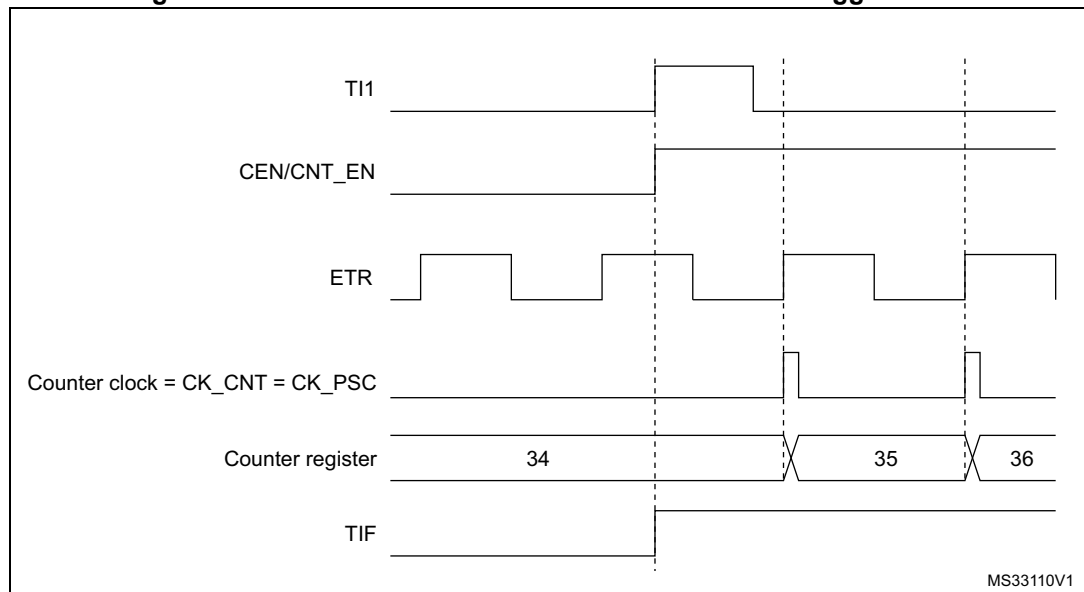 TI1
CEN/CNT_EN
ETR
Counter clock = CK_CNT = CK_PSC
Counter register 34 35 36
TIF
MS33110V1